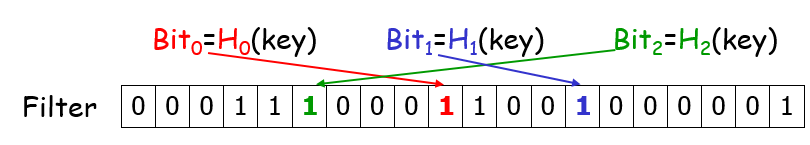 Bit₀=H₀(key) Bit₁=H₁(key) Bit₂=H₂(key)
Filter 0 0 0 1 1 1 0 0 0 1 1 0 0 1 0 0 0 0 0 1